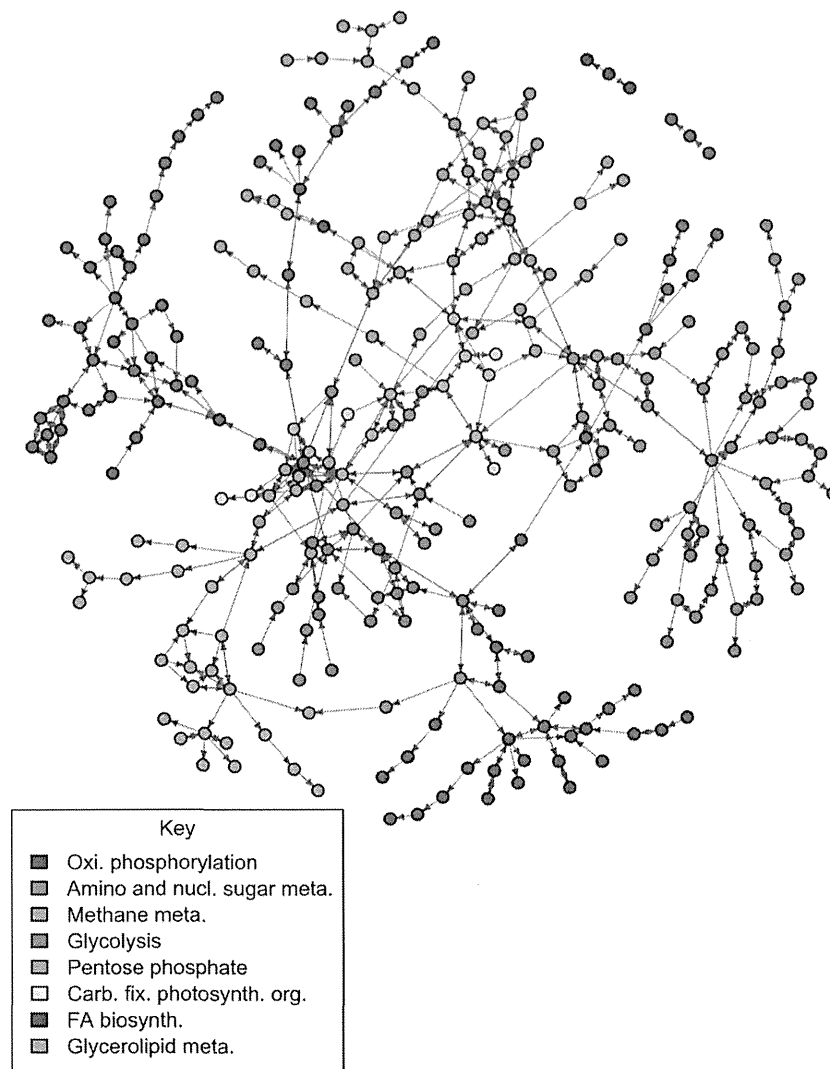 Key
Oxi. phosphorylation
Amino and nucl. sugar meta.
Methane meta.
Glycolysis
Pentose phosphate
Carb. fix. photosynth. org.
FA biosynth.
Glycerolipid meta.